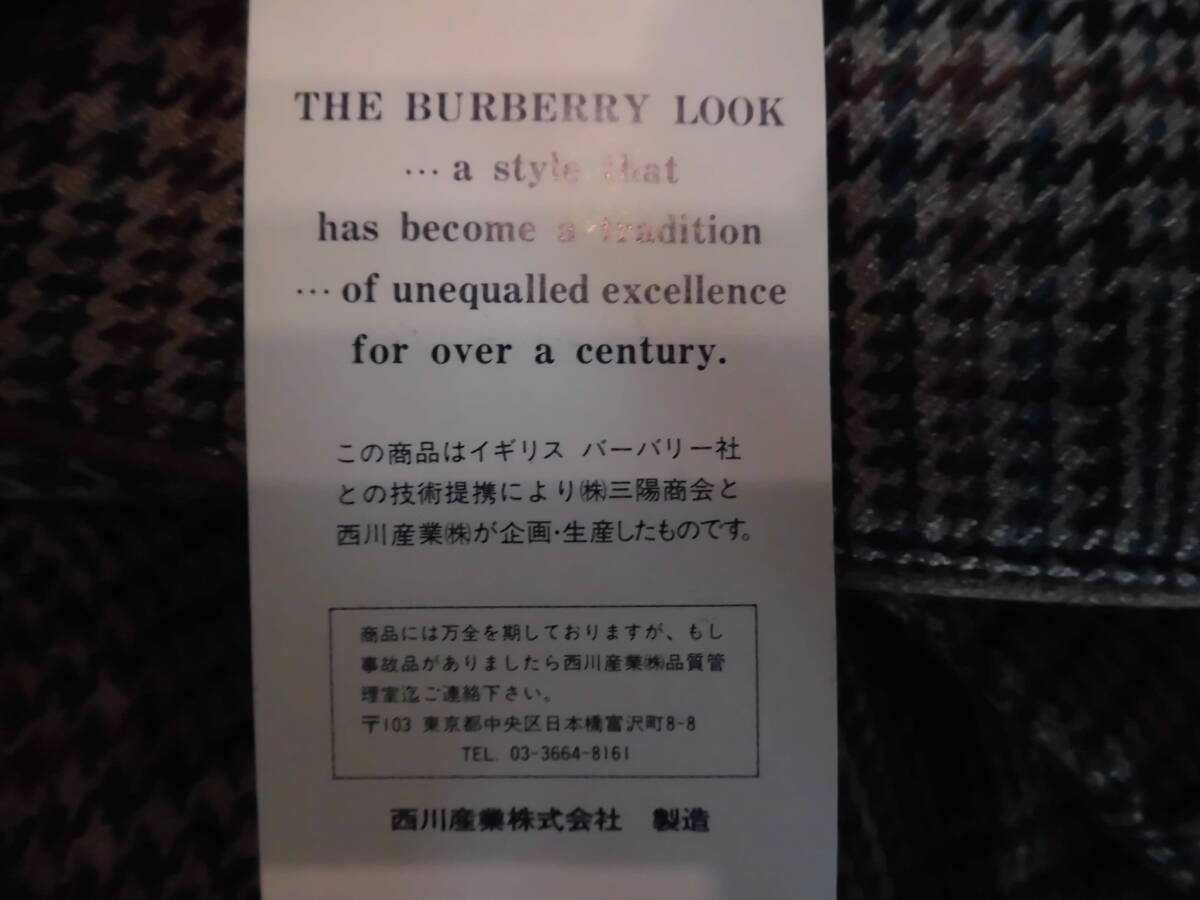 THE BURBERRY LOOK
… a style that
has become a tradition
… of unequalled excellence
for over a century.
この商品はイギリス バーバリー社
との技術提携により㈱三陽商会と
西川産業㈱が企画・生産したものです。
商品には万全を期しておりますが、もし
事故品がありましたら西川産業㈱品質管
理室迄ご連絡下さい。
〒103 東京都中央区日本橋富沢町8-8
TEL. 03-3664-8161
西川産業株式会社 製造